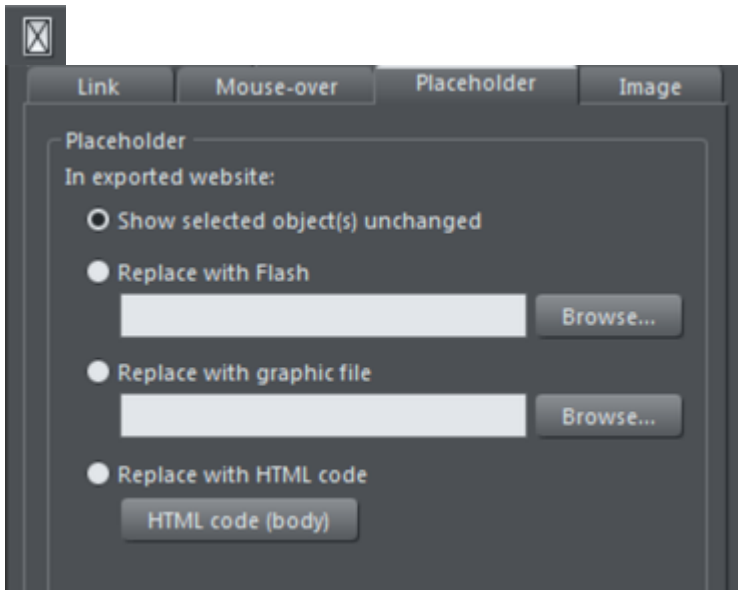 Link Mouse-over Placeholder Image
Placeholder
In exported website:
Show selected object(s) unchanged
Replace with Flash
Browse...
Replace with graphic file
Browse...
Replace with HTML code
HTML code (body)